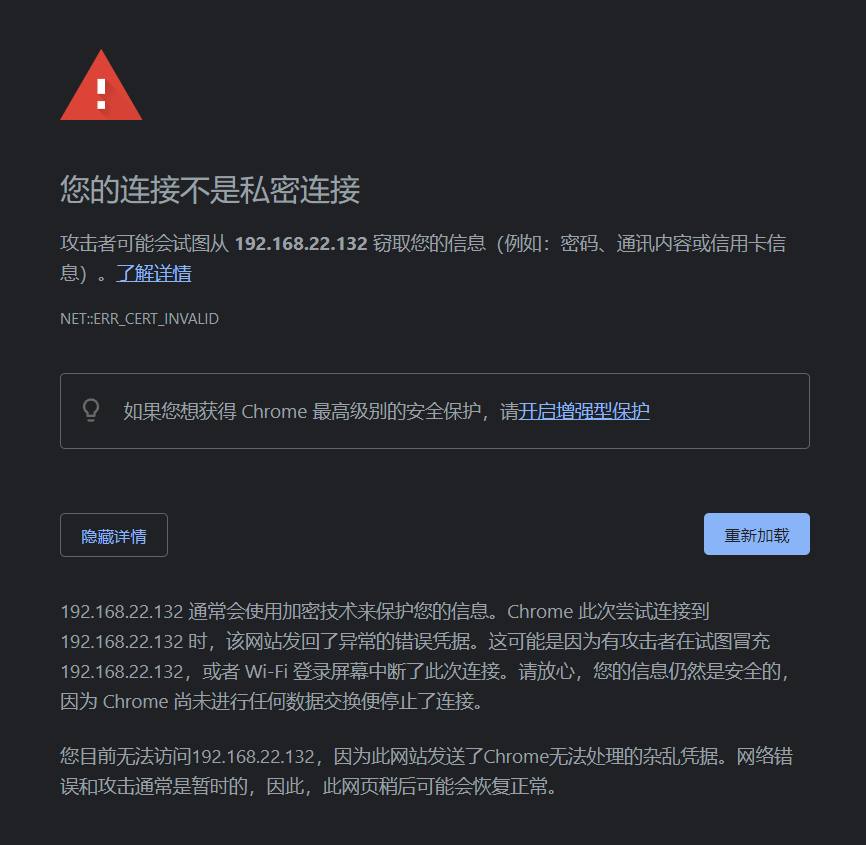 您的连接不是私密连接
攻击者可能会试图从 192.168.22.132 窃取您的信息（例如：密码、通讯内容或信用卡信
息）。了解详情
NET::ERR_CERT_INVALID
如果您想获得 Chrome 最高级别的安全保护，请开启增强型保护
隐藏详情
重新加载
192.168.22.132 通常会使用加密技术来保护您的信息。Chrome 此次尝试连接到
192.168.22.132 时，该网站发回了异常的错误凭据。这可能是因为有攻击者在试图冒充
192.168.22.132，或者 Wi-Fi 登录屏幕中断了此次连接。请放心，您的信息仍然是安全的，
因为 Chrome 尚未进行任何数据交换便停止了连接。
您目前无法访问192.168.22.132，因为此网站发送了Chrome无法处理的杂乱凭据。网络错
误和攻击通常是暂时的，因此，此网页稍后可能会恢复正常。